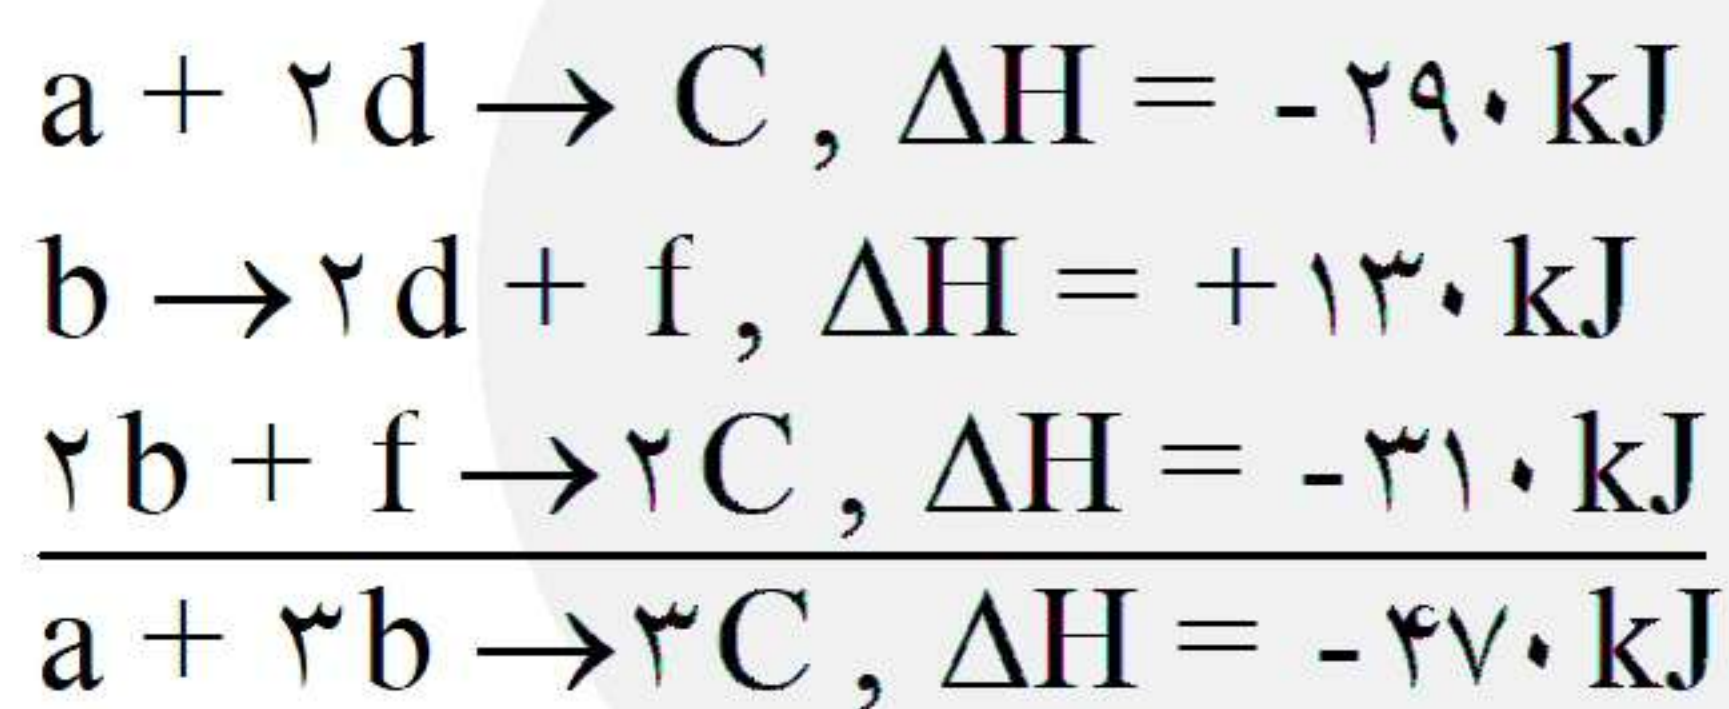 a + ۲d → C , ΔH = -۲۹۰ kJ
b → ۲d + f , ΔH = +۱۳۰ kJ
۲b + f → ۲C , ΔH = -۳۱۰ kJ
a + ۳b → ۳C , ΔH = -۴۷۰ kJ